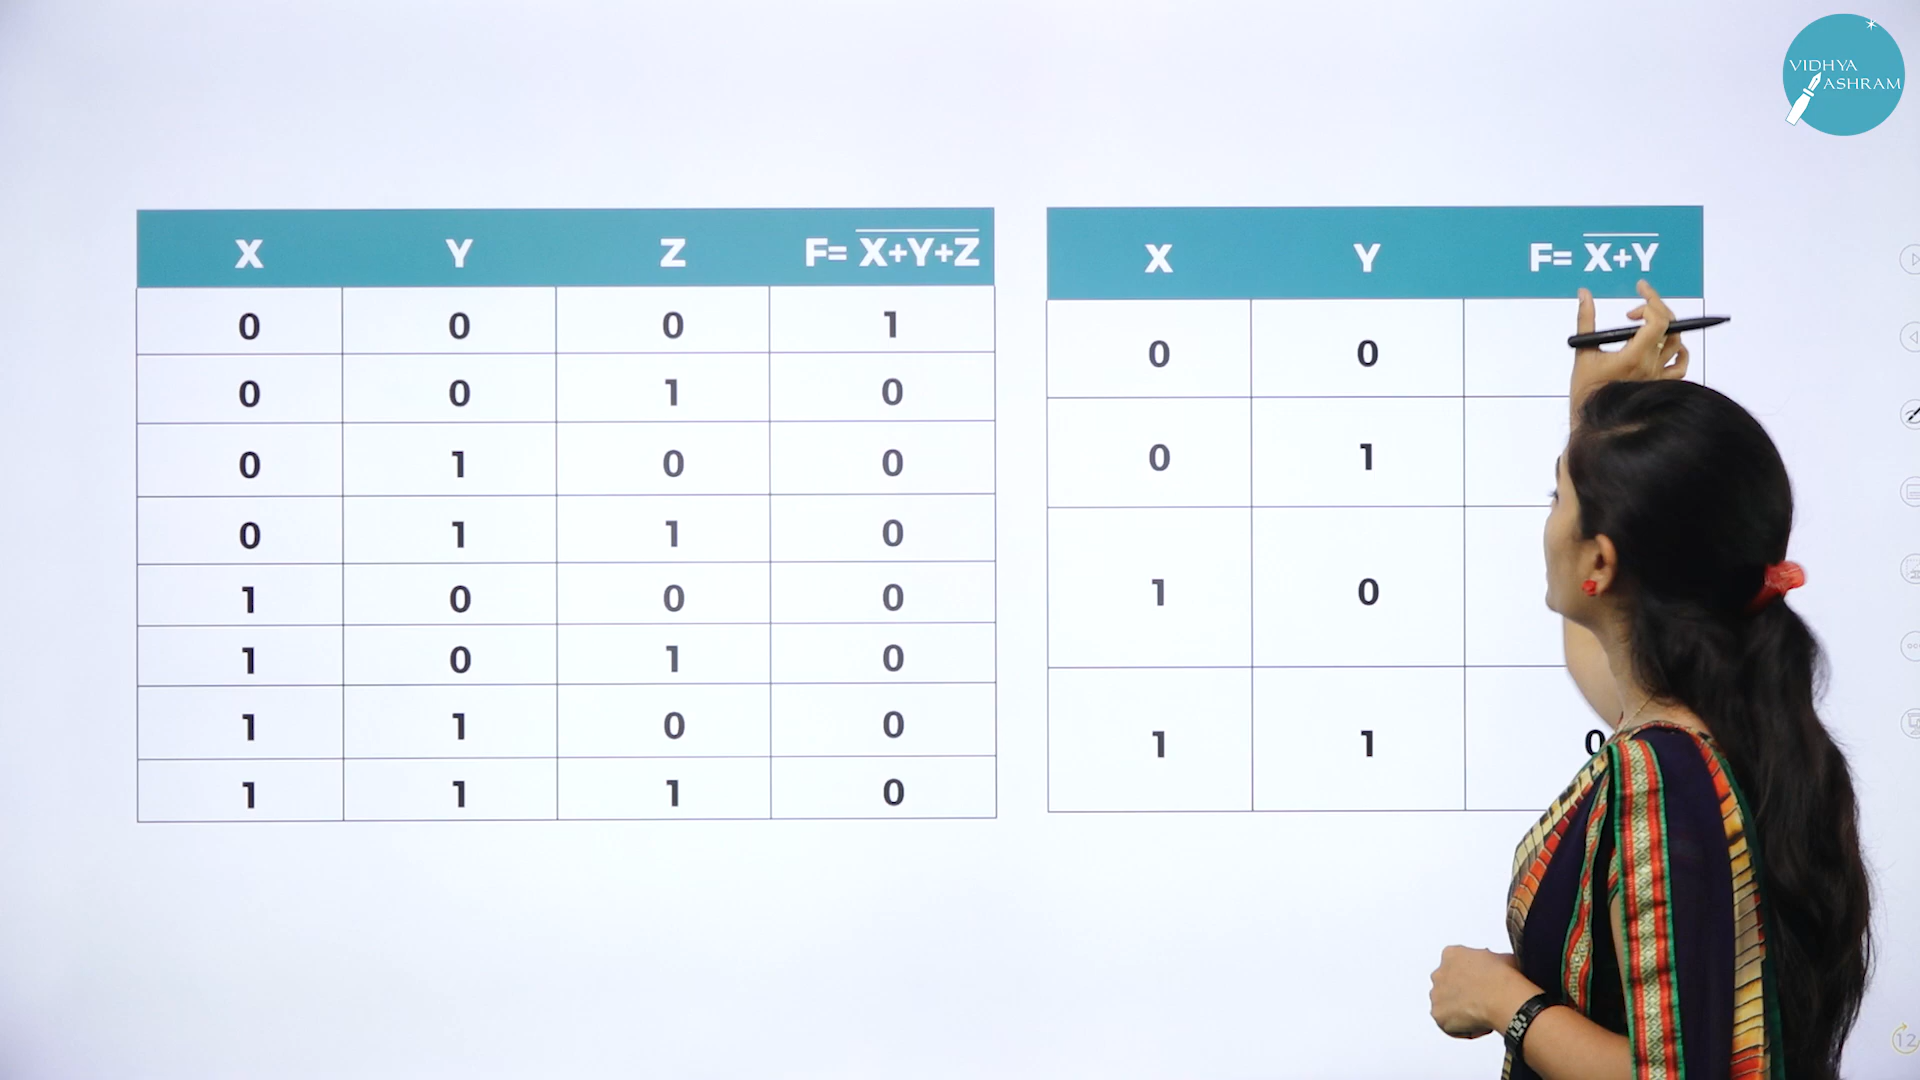 VIDHYA
ASHRAM
X Y Z F= X̅+̅Y̅+̅Z̅
0 0 0 1
0 0 1 0
0 1 0 0
0 1 1 0
1 0 0 0
1 0 1 0
1 1 0 0
1 1 1 0
X Y F= X̅+̅Y̅
0 0
0 1
1 0
1 1 0
12